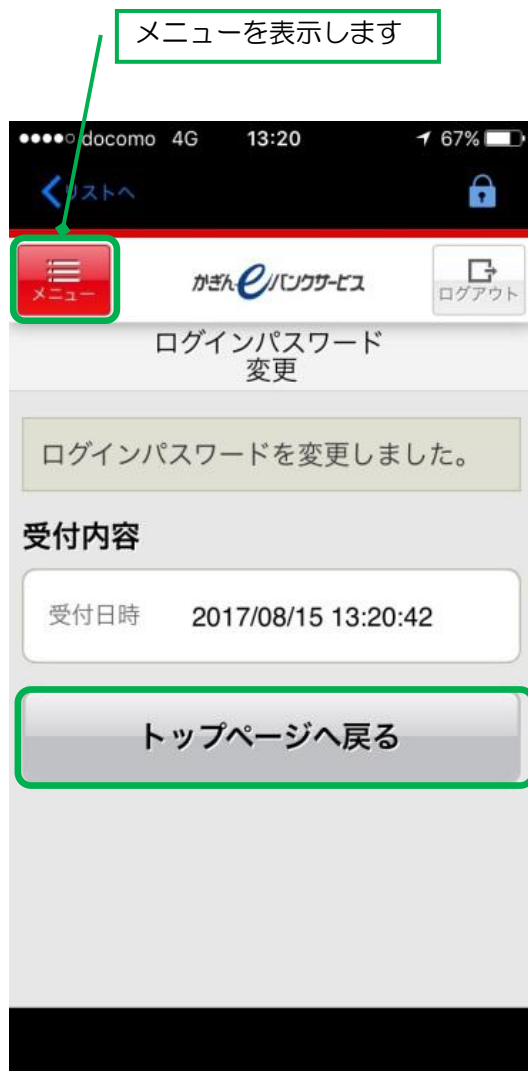 メニューを表示します
docomo 4G 13:20 67%
リストへ
メニュー
かぎんeバンクサービス
ログアウト
ログインパスワード
変更
ログインパスワードを変更しました。
受付内容
受付日時 2017/08/15 13:20:42
トップページへ戻る